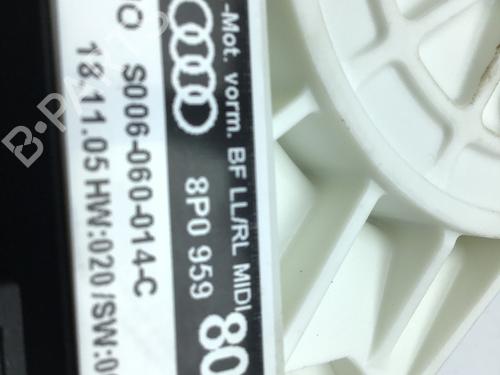 -Mot. vorm. BF LL/RL MIDI
8P0 959 80
S006-060-014-C
18.11.05 HW:020 /SW:0
B-PARTS